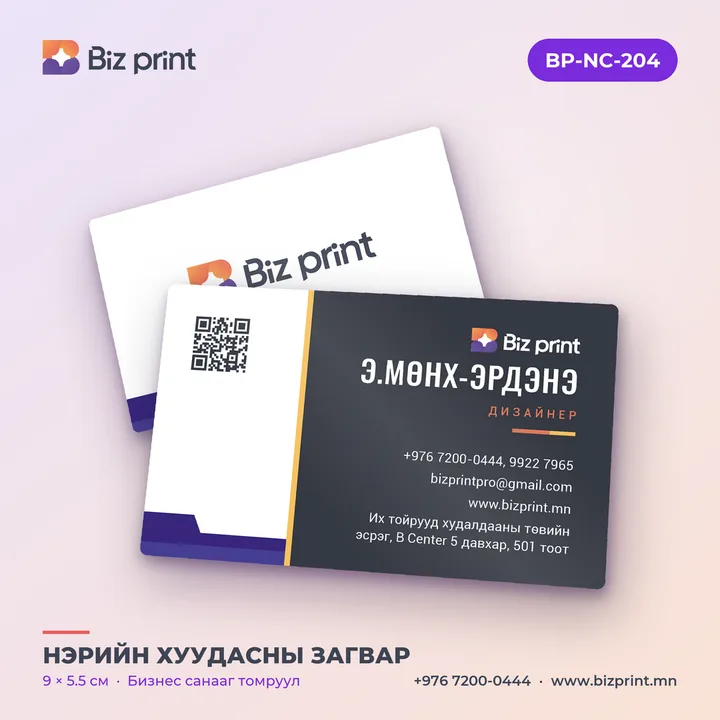 Biz print
BP-NC-204
Biz print
Biz print
Э.МӨНХ-ЭРДЭНЭ
ДИЗАЙНЕР
+976 7200-0444, 9922 7965
bizprintpro@gmail.com
www.bizprint.mn
Их тойрууд худалдааны төвийн
эсрэг, B Center 5 давхар, 501 тоот
НЭРИЙН ХУУДАСНЫ ЗАГВАР
9 × 5.5 см · Бизнес санааг томруул
+976 7200-0444 · www.bizprint.mn